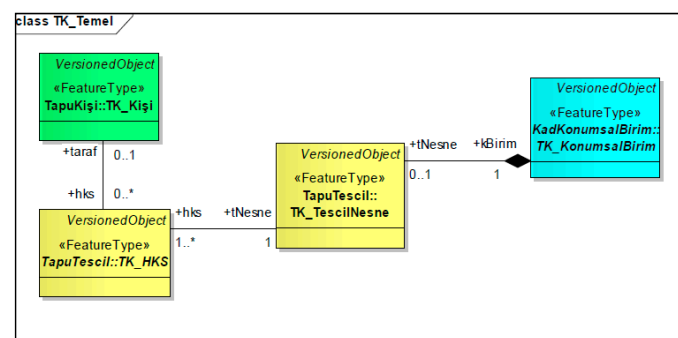 class TK_Temel
VersionedObject
«FeatureType»
TapuKişi::TK_Kişi
+taraf
0..1
+hks
0..*
VersionedObject
«FeatureType»
TapuTescil::TK_HKS
+hks
1..*
+tNesne
1
VersionedObject
«FeatureType»
TapuTescil::
TK_TescilNesne
+tNesne
0..1
+kBirim
1
VersionedObject
«FeatureType»
KadKonumsalBirim::
TK_KonumsalBirim